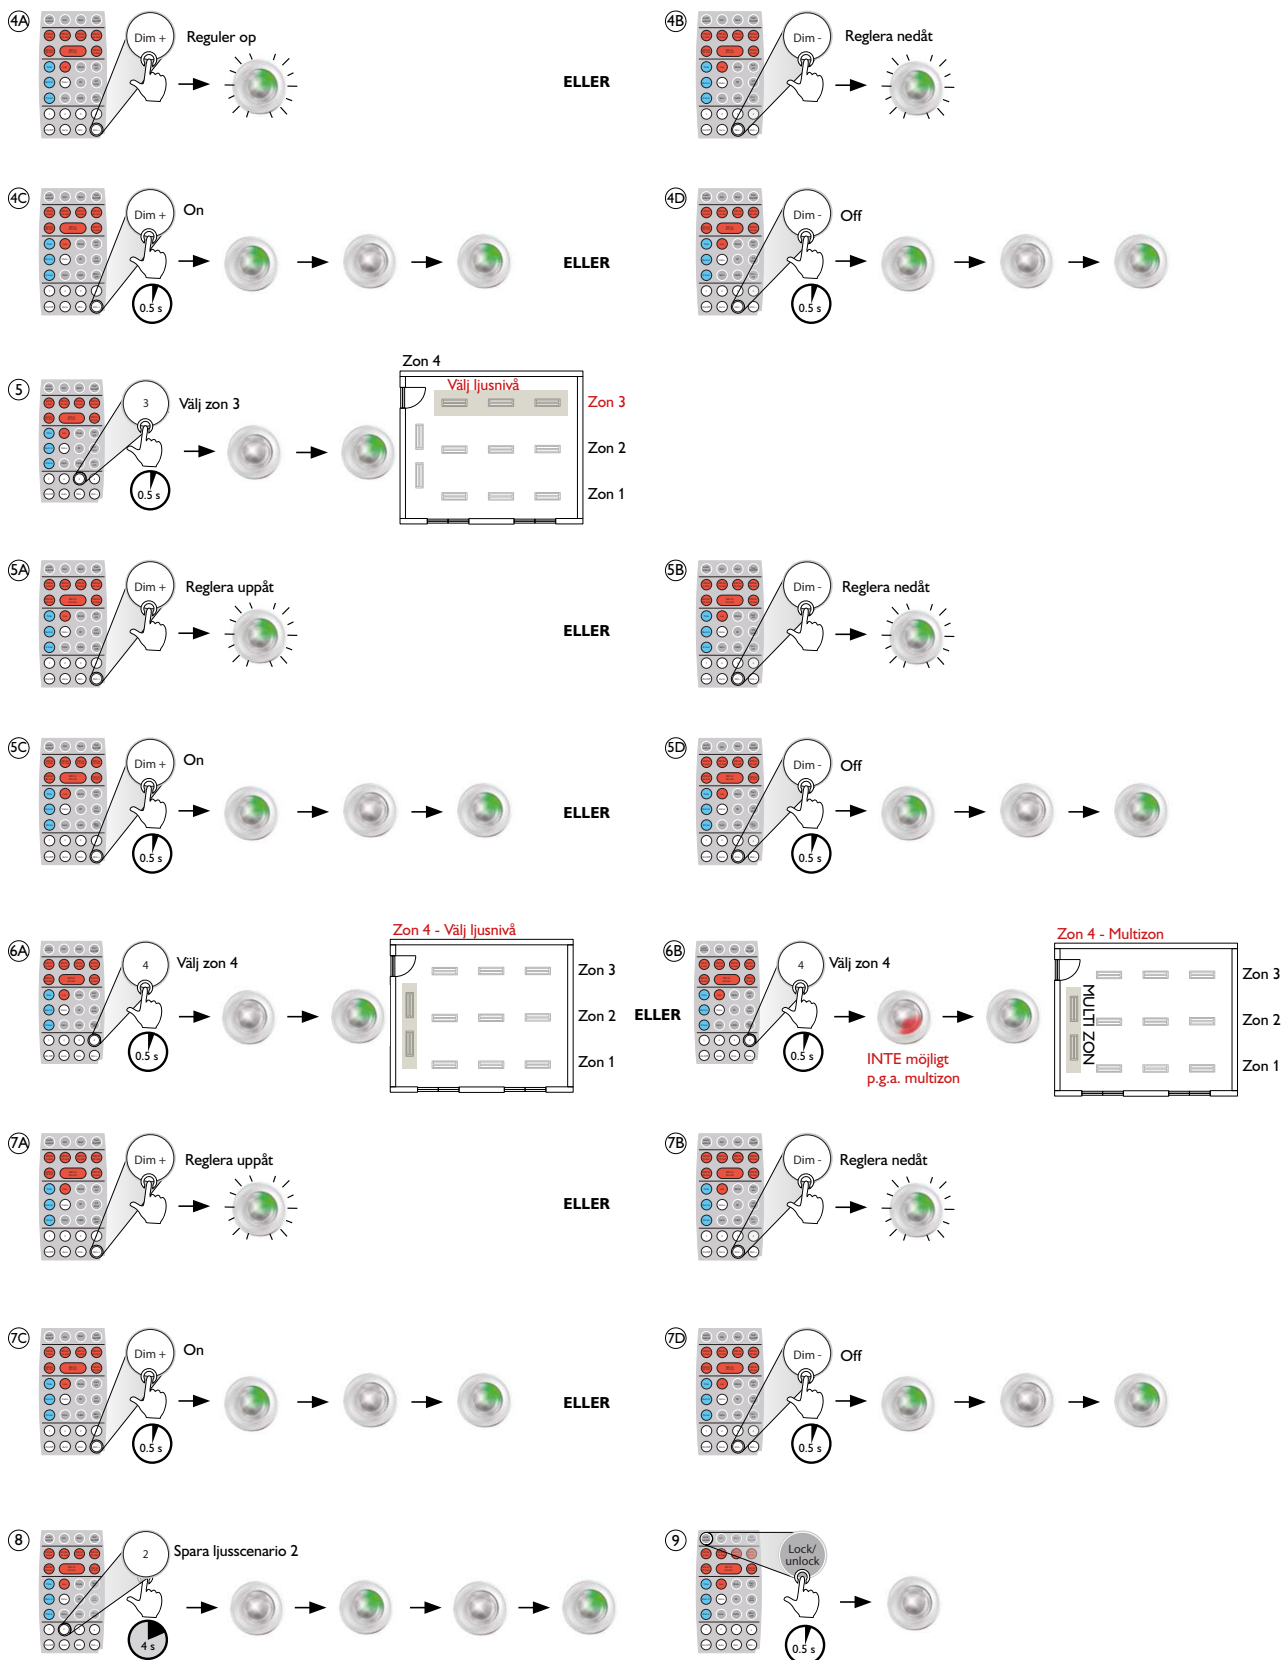 4A
Dim +
Reguler op
ELLER
4B
Dim -
Reglera nedåt
4C
Dim +
On
0.5 s
ELLER
4D
Dim -
Off
0.5 s
5
3
Välj zon 3
0.5 s
Zon 4
Välj ljusnivå
Zon 3
Zon 2
Zon 1
5A
Dim +
Reglera uppåt
ELLER
5B
Dim -
Reglera nedåt
5C
Dim +
On
0.5 s
ELLER
5D
Dim -
Off
0.5 s
6A
4
Välj zon 4
0.5 s
Zon 4 - Välj ljusnivå
Zon 3
Zon 2
Zon 1
ELLER
6B
4
Välj zon 4
0.5 s
INTE möjligt
p.g.a. multizon
Zon 4 - Multizon
MULTI ZON
Zon 3
Zon 2
Zon 1
7A
Dim +
Reglera uppåt
ELLER
7B
Dim -
Reglera nedåt
7C
Dim +
On
0.5 s
ELLER
7D
Dim -
Off
0.5 s
8
2
Spara ljusscenario 2
4 s
9
Lock/
unlock
0.5 s